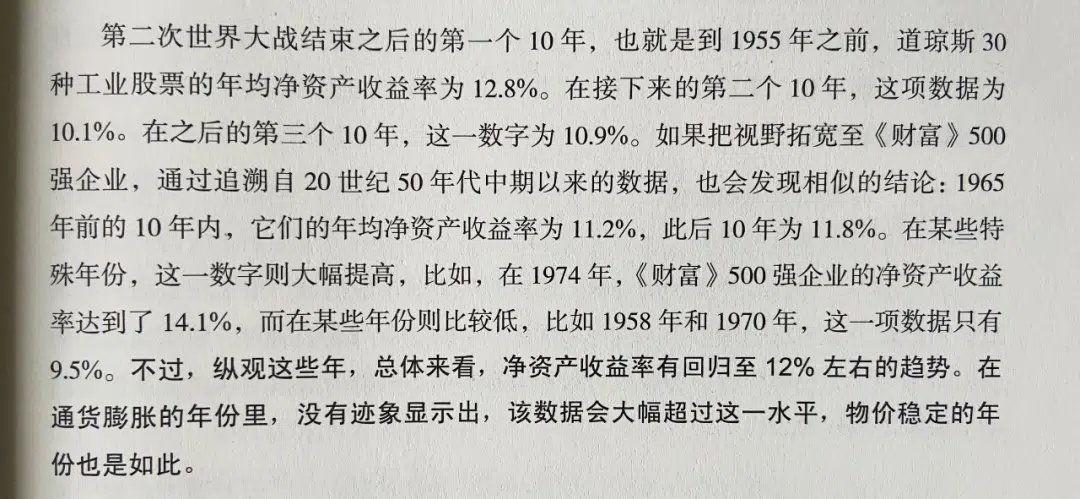 第二次世界大战结束之后的第一个 10 年，也就是到 1955 年之前，道琼斯 30
种工业股票的年均净资产收益率为 12.8%。在接下来的第二个 10 年，这项数据为
10.1%。在之后的第三个 10 年，这一数字为 10.9%。如果把视野拓宽至《财富》500
强企业，通过追溯自 20 世纪 50 年代中期以来的数据，也会发现相似的结论：1965
年前的 10 年内，它们的年均净资产收益率为 11.2%，此后 10 年为 11.8%。在某些特
殊年份，这一数字则大幅提高，比如，在 1974 年，《财富》500 强企业的净资产收益
率达到了 14.1%，而在某些年份则比较低，比如 1958 年和 1970 年，这一项数据只有
9.5%。不过，纵观这些年，总体来看，净资产收益率有回归至 12% 左右的趋势。在
通货膨胀的年份里，没有迹象显示出，该数据会大幅超过这一水平，物价稳定的年
份也是如此。